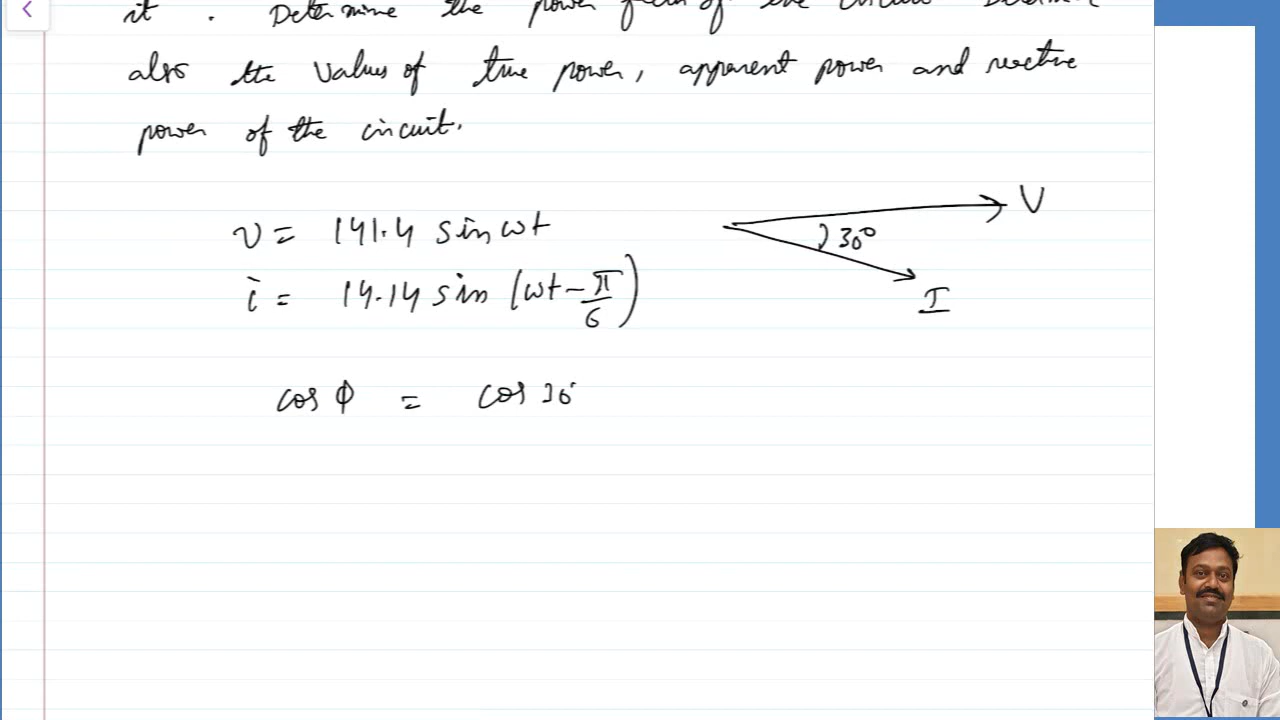 it . Determine the power factor of the circuit
also the values of true power, apparent power and reactive
power of the circuit.
v = 141.4 sin ωt
i = 14.14 sin (ωt - π/6)
V
30°
I
cos φ = cos 30°